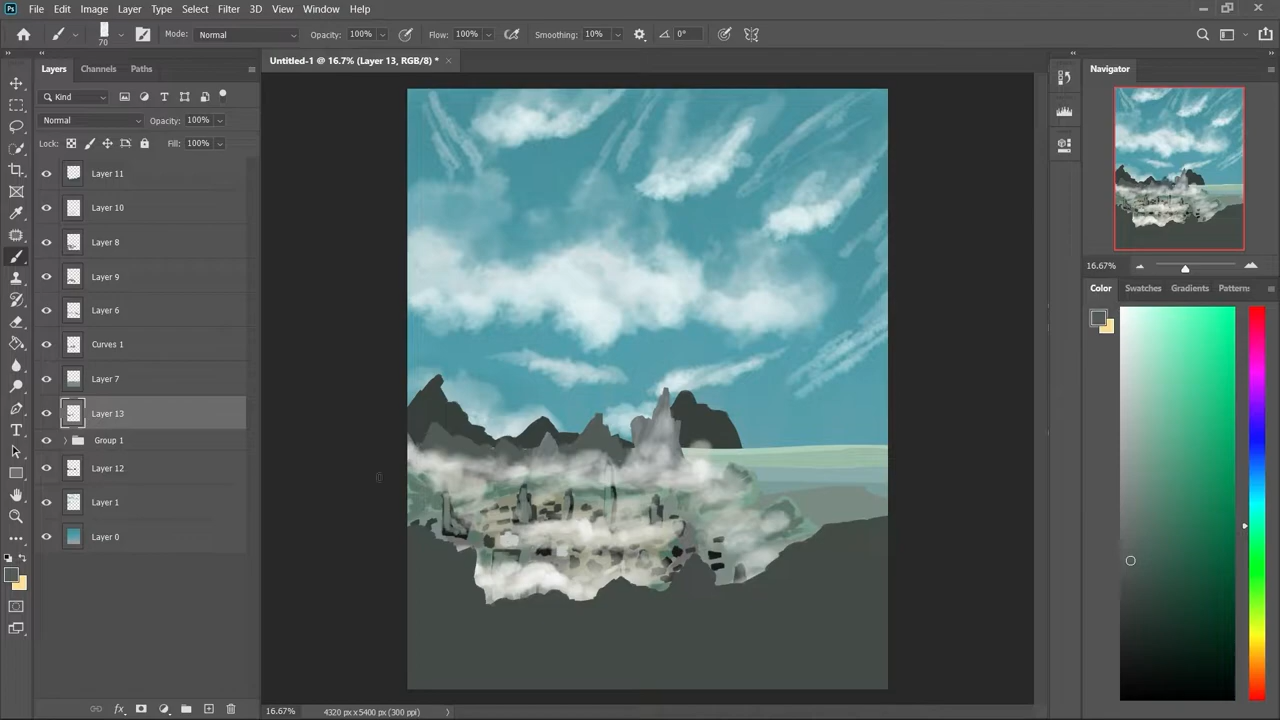 Ps File Edit Image Layer Type Select Filter 3D View Window Help
70 Mode: Normal Opacity: 100% Flow: 100% Smoothing: 10% 0°
Layers Channels Paths
Untitled-1 @ 16.7% (Layer 13, RGB/8) *
Navigator
Kind
Normal Opacity: 100%
Lock: Fill: 100%
Layer 11
Layer 10
Layer 8
Layer 9
Layer 6
Curves 1
Layer 7
Layer 13
Group 1
Layer 12
Layer 1
Layer 0
16.67%
Color Swatches Gradients Patterns
16.67% 4320 px x 5400 px (300 ppi)